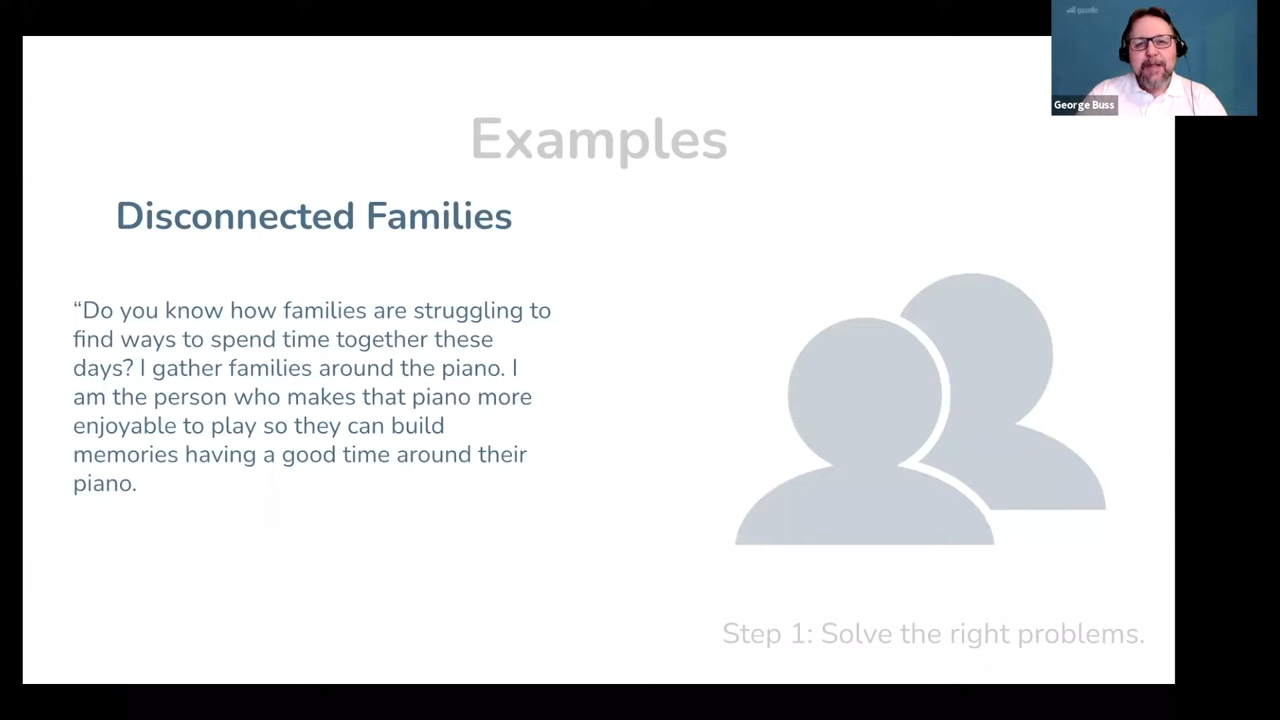 gazelle
George Buss
Examples
Disconnected Families
“Do you know how families are struggling to
find ways to spend time together these
days? I gather families around the piano. I
am the person who makes that piano more
enjoyable to play so they can build
memories having a good time around their
piano.
Step 1: Solve the right problems.